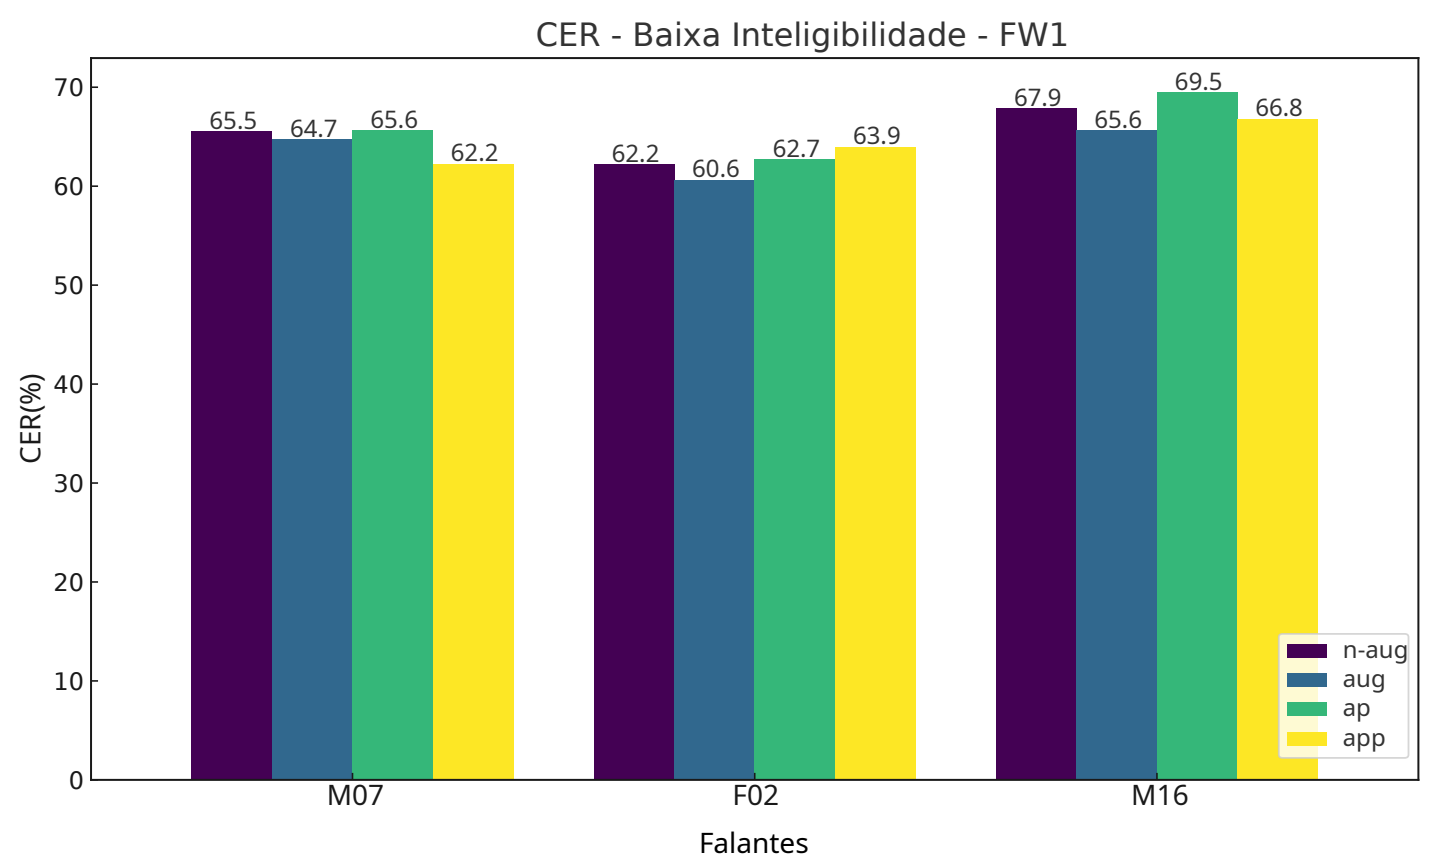 CER - Baixa Inteligibilidade - FW1
CER(%)
70
60
50
40
30
20
10
0
65.5
64.7
65.6
62.2
62.2
60.6
62.7
63.9
67.9
65.6
69.5
66.8
n-aug
aug
ap
app
M07
F02
M16
Falantes